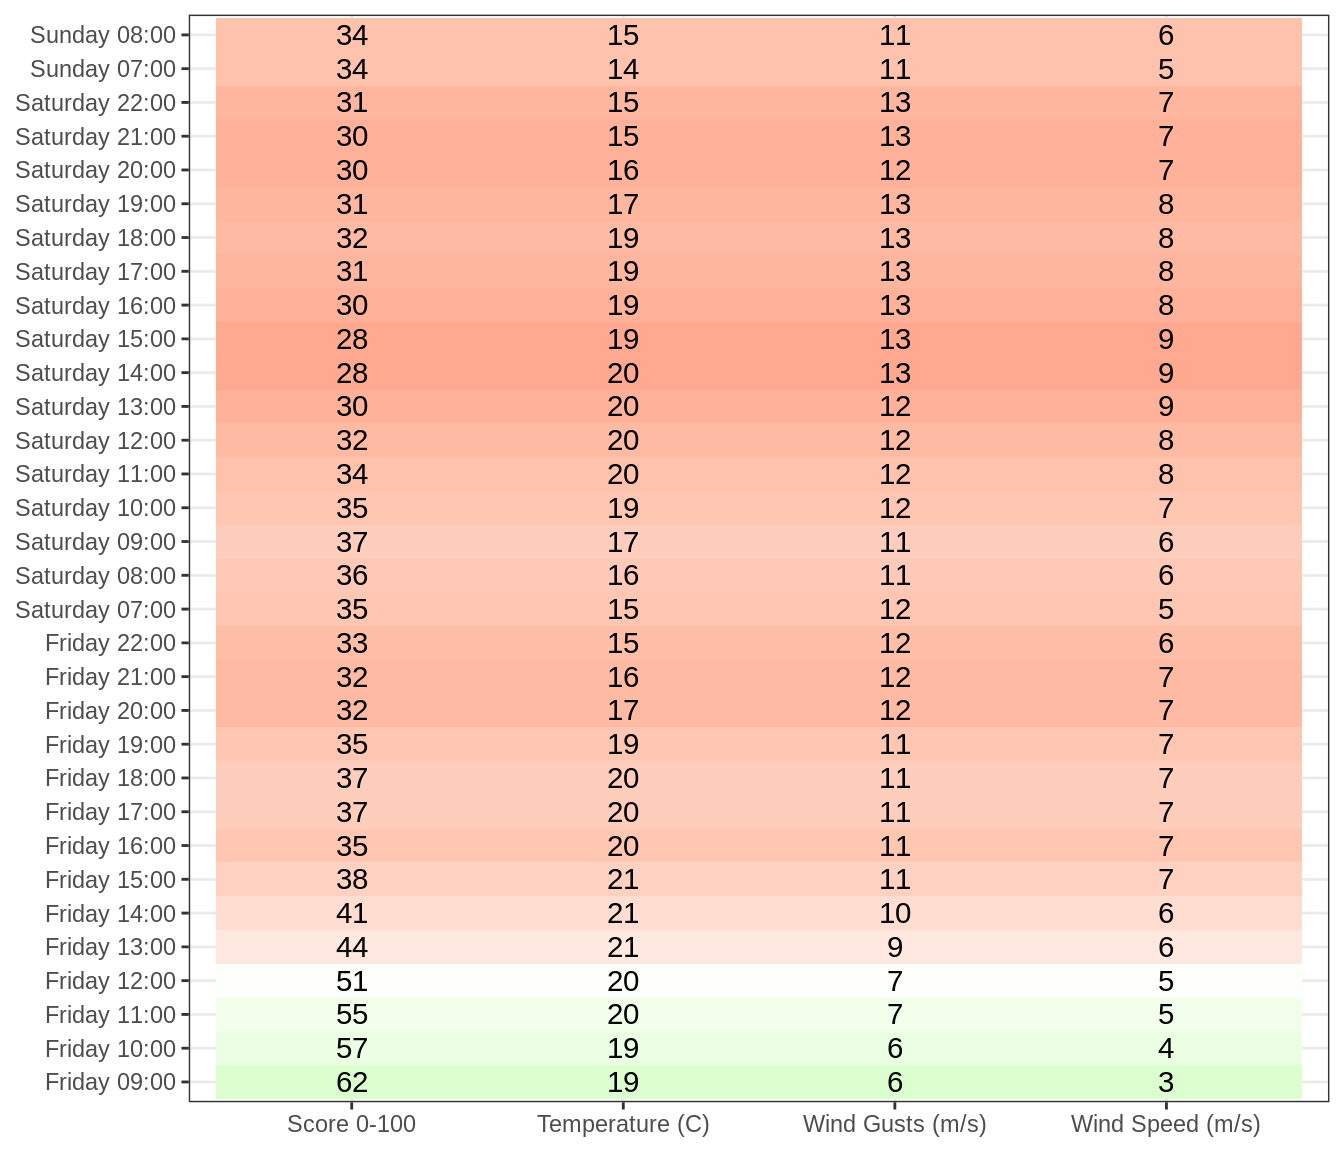 Sunday 08:00 34 15 11 6
Sunday 07:00 34 14 11 5
Saturday 22:00 31 15 13 7
Saturday 21:00 30 15 13 7
Saturday 20:00 30 16 12 7
Saturday 19:00 31 17 13 8
Saturday 18:00 32 19 13 8
Saturday 17:00 31 19 13 8
Saturday 16:00 30 19 13 8
Saturday 15:00 28 19 13 9
Saturday 14:00 28 20 13 9
Saturday 13:00 30 20 12 9
Saturday 12:00 32 20 12 8
Saturday 11:00 34 20 12 8
Saturday 10:00 35 19 12 7
Saturday 09:00 37 17 11 6
Saturday 08:00 36 16 11 6
Saturday 07:00 35 15 12 5
Friday 22:00 33 15 12 6
Friday 21:00 32 16 12 7
Friday 20:00 32 17 12 7
Friday 19:00 35 19 11 7
Friday 18:00 37 20 11 7
Friday 17:00 37 20 11 7
Friday 16:00 35 20 11 7
Friday 15:00 38 21 11 7
Friday 14:00 41 21 10 6
Friday 13:00 44 21 9 6
Friday 12:00 51 20 7 5
Friday 11:00 55 20 7 5
Friday 10:00 57 19 6 4
Friday 09:00 62 19 6 3
Score 0-100 Temperature (C) Wind Gusts (m/s) Wind Speed (m/s)